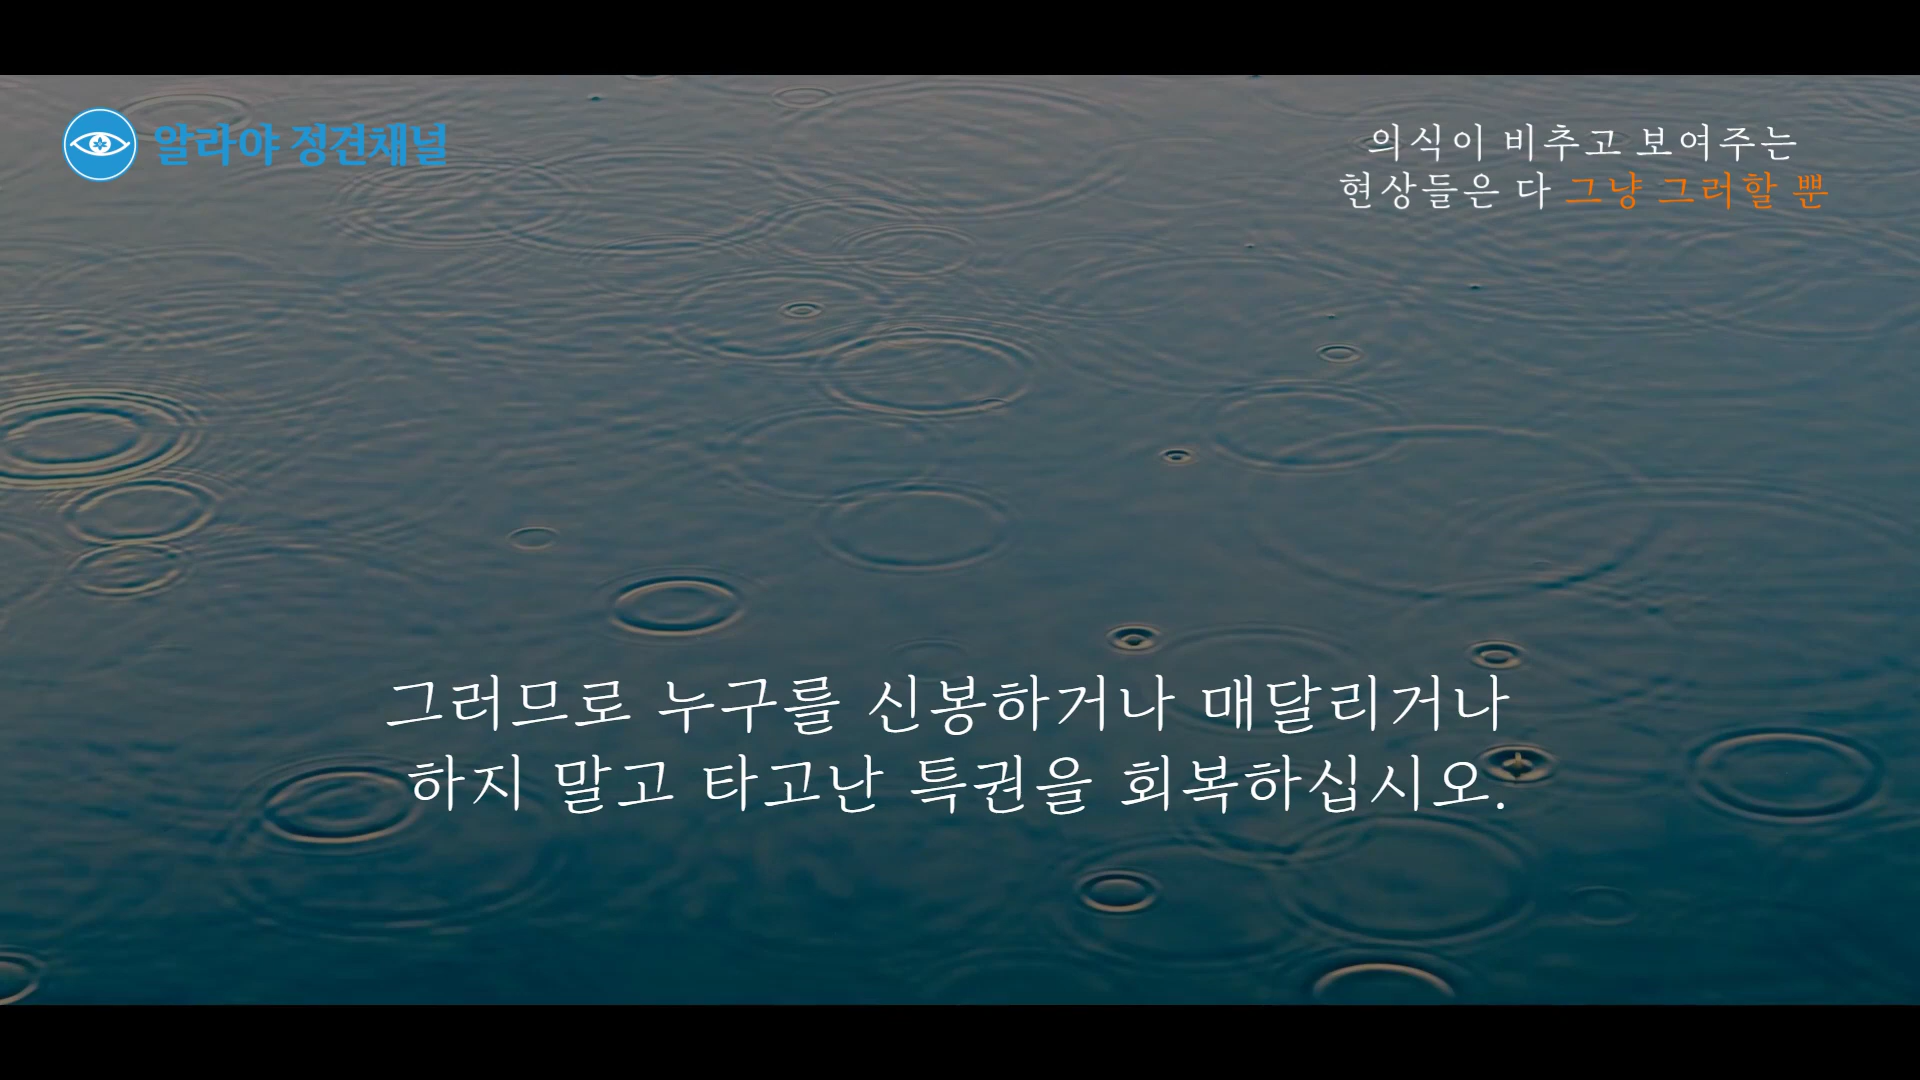 알라야 정견채널
의식이 비추고 보여주는
현상들은 다 그냥 그러할 뿐
그러므로 누구를 신봉하거나 매달리거나
하지 말고 타고난 특권을 회복하십시오.